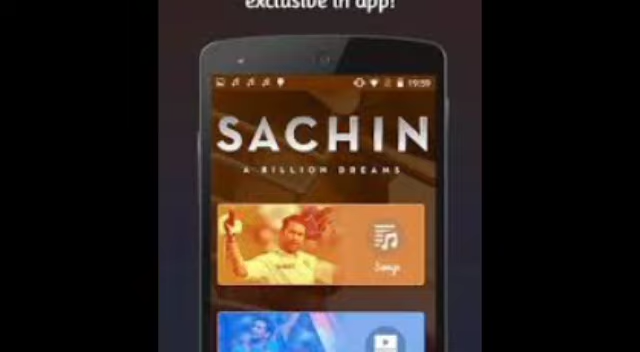 exclusive in app!
19:59
SACHIN
A BILLION DREAMS
Songs